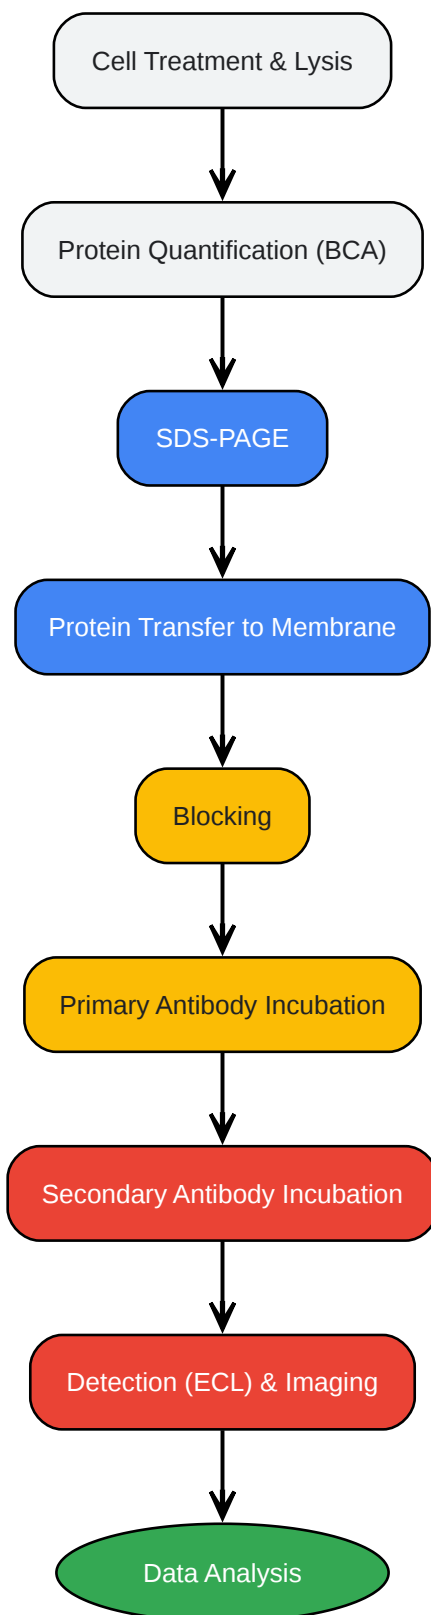 Cell Treatment & Lysis
Protein Quantification (BCA)
SDS-PAGE
Protein Transfer to Membrane
Blocking
Primary Antibody Incubation
Secondary Antibody Incubation
Detection (ECL) & Imaging
Data Analysis